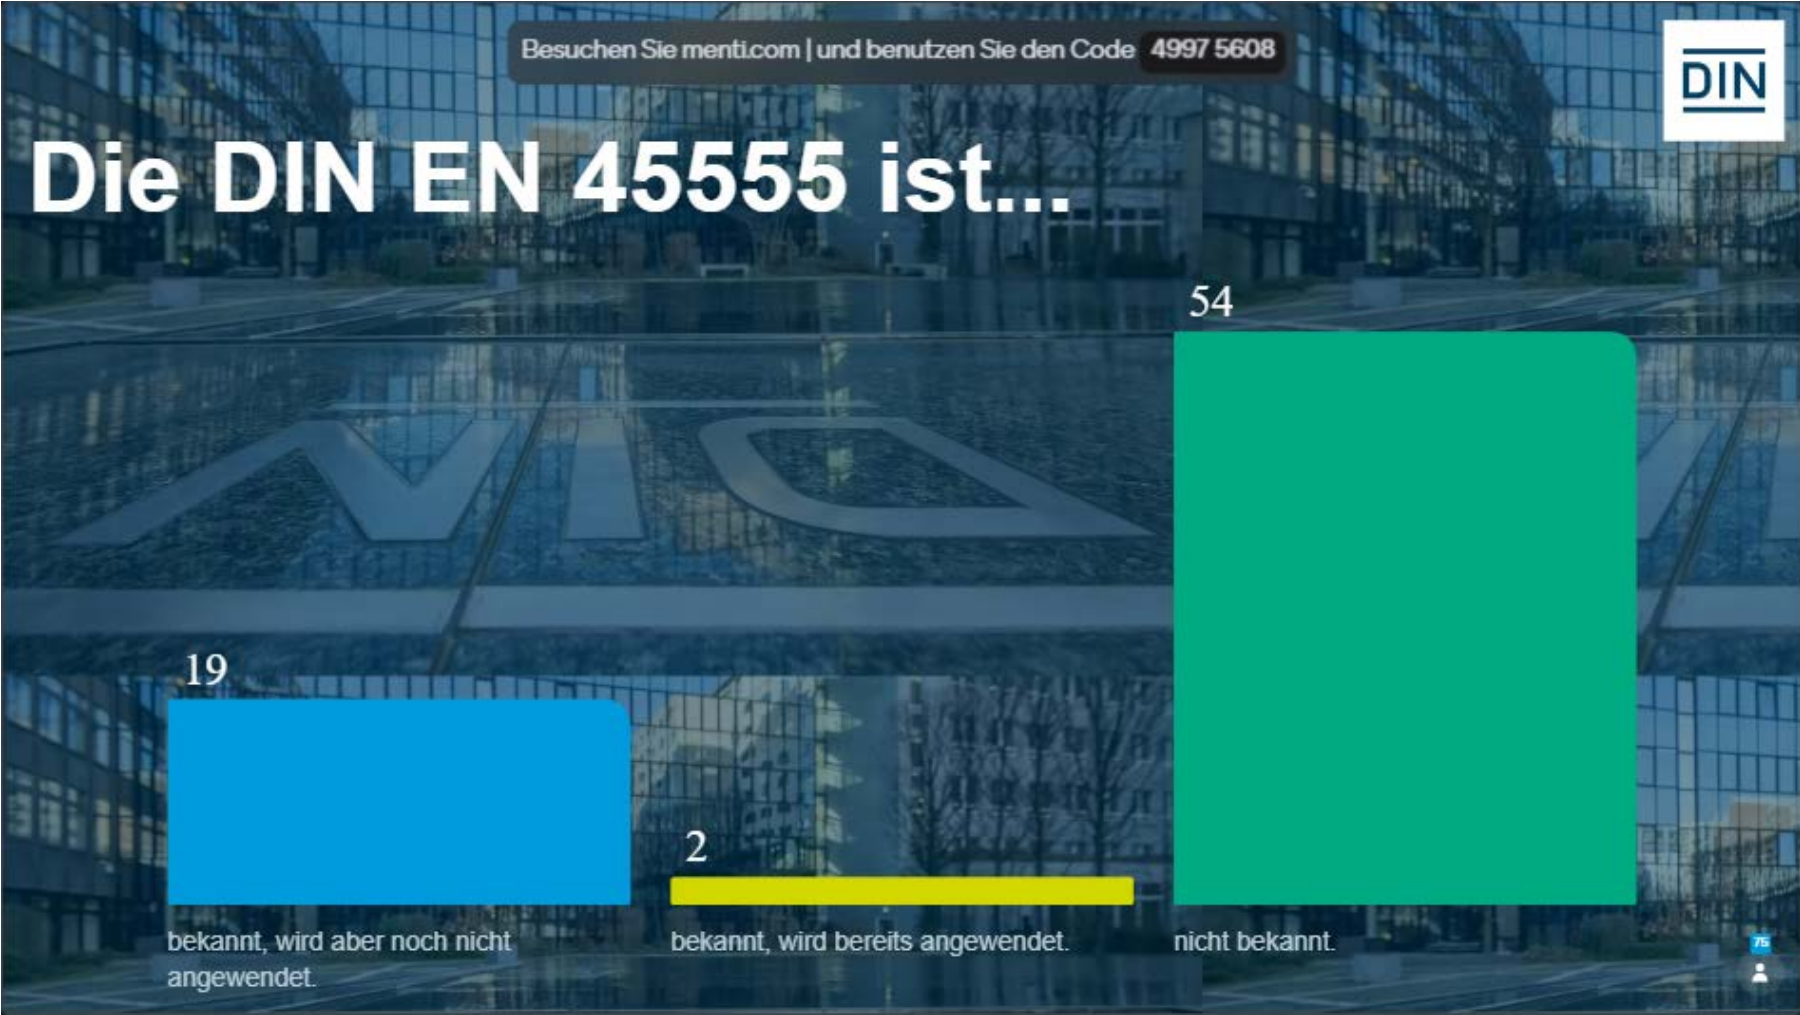 Besuchen Sie menti.com | und benutzen Sie den Code 4997 5608
DIN
Die DIN EN 45555 ist...
54
DIN
19
2
bekannt, wird aber noch nicht
angewendet.
bekannt, wird bereits angewendet.
nicht bekannt.
75